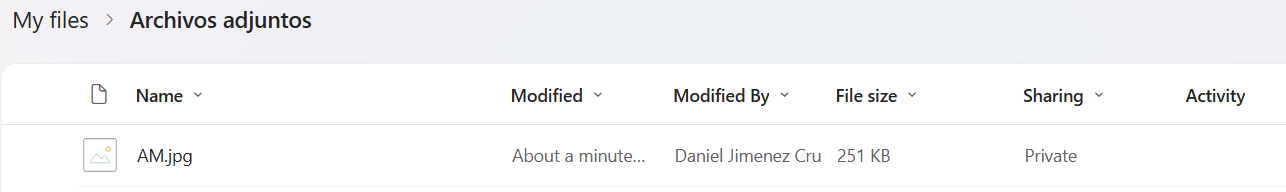 My files > Archivos adjuntos
Name Modified Modified By File size Sharing Activity
AM.jpg About a minute... Daniel Jimenez Cru 251 KB Private